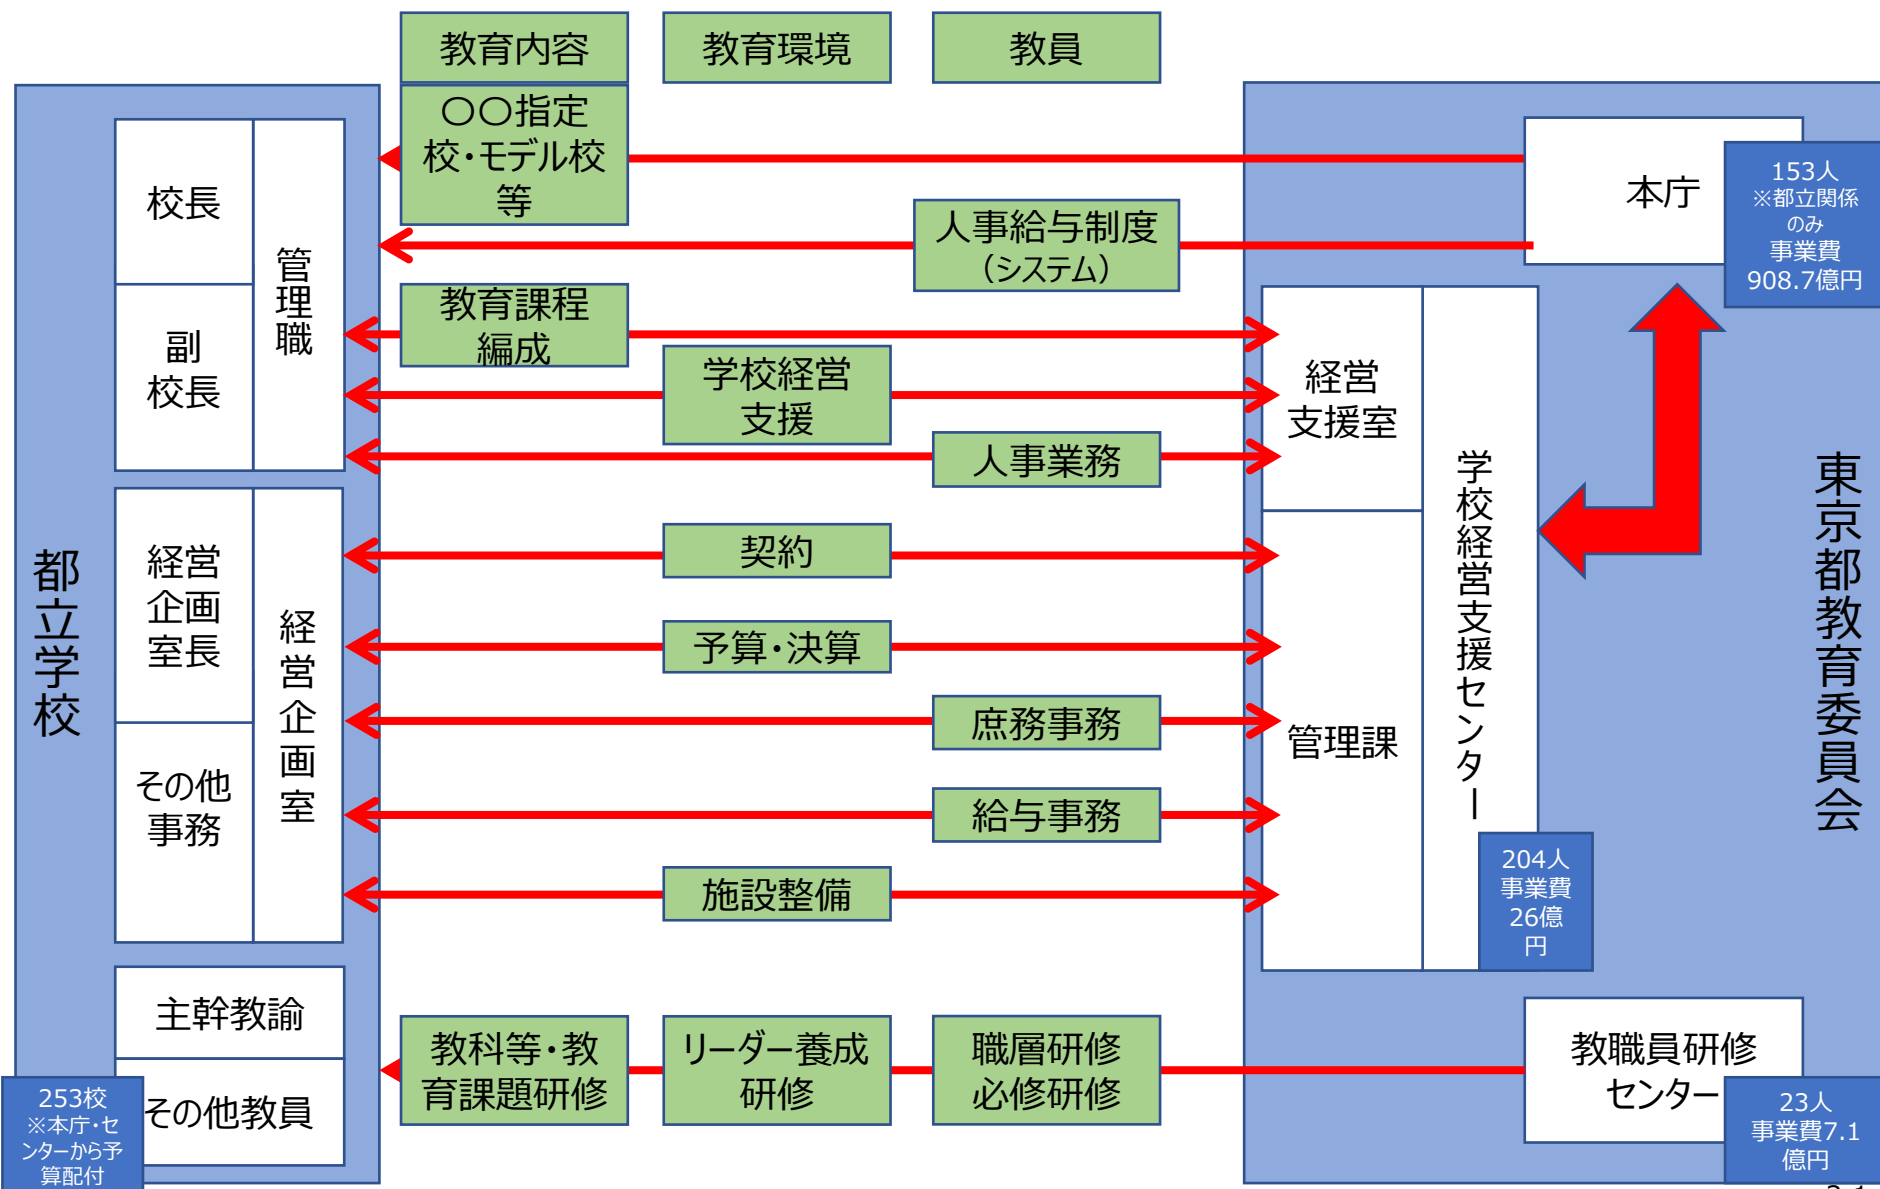 教育内容
教育環境
教員
〇〇指定
校・モデル校
等
人事給与制度
（システム）
教育課程
編成
学校経営
支援
人事業務
契約
予算・決算
庶務事務
給与事務
施設整備
教科等・教
育課題研修
リーダー養成
研修
職層研修
必修研修
都立学校
校長
副
校長
管理職
経営
企画
室長
その他
事務
経営企画室
主幹教諭
その他教員
253校
※本庁・セ
ンターから予
算配付
東京都教育委員会
本庁
153人
※都立関係
のみ
事業費
908.7億円
経営
支援室
管理課
学校経営支援センター
204人
事業費
26億
円
教職員研修
センター
23人
事業費7.1
億円